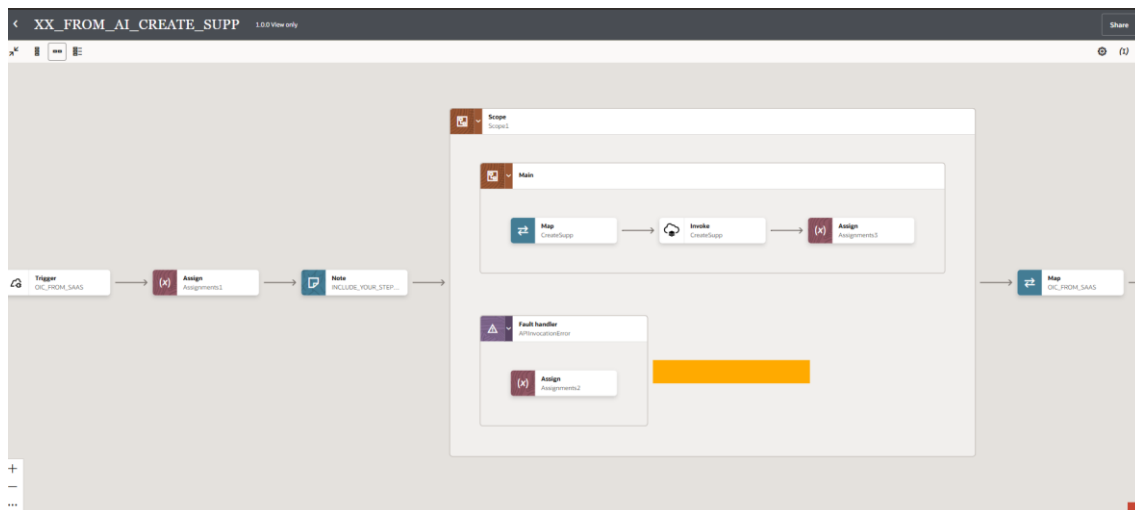 XX_FROM_AI_CREATE_SUPP 1.0.0 View only
Share
(1)
Scope
Scope1
Main
Map
CreateSupp
Invoke
CreateSupp
Assign
Assignments3
Trigger
OIC_FROM_SAAS
(x)
Assign
Assignments1
Note
INCLUDE_YOUR_STEP...
(x)
Map
OIC_FROM_SAAS
Fault handler
APIInvocationError
(x)
Assign
Assignments2